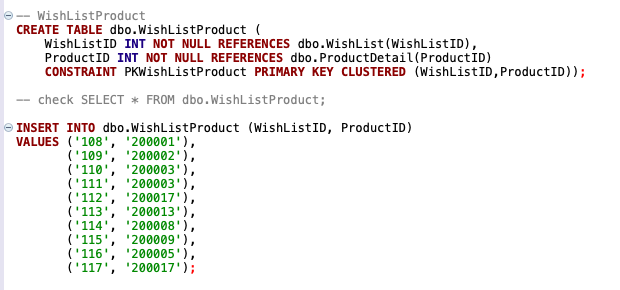 -- WishListProduct
CREATE TABLE dbo.WishListProduct (
    WishListID INT NOT NULL REFERENCES dbo.WishList(WishListID),
    ProductID INT NOT NULL REFERENCES dbo.ProductDetail(ProductID)
    CONSTRAINT PKWishListProduct PRIMARY KEY CLUSTERED (WishListID,ProductID));
-- check SELECT * FROM dbo.WishListProduct;
INSERT INTO dbo.WishListProduct (WishListID, ProductID)
VALUES ('108', '200001'),
       ('109', '200002'),
       ('110', '200003'),
       ('111', '200003'),
       ('112', '200017'),
       ('113', '200013'),
       ('114', '200008'),
       ('115', '200009'),
       ('116', '200005'),
       ('117', '200017');